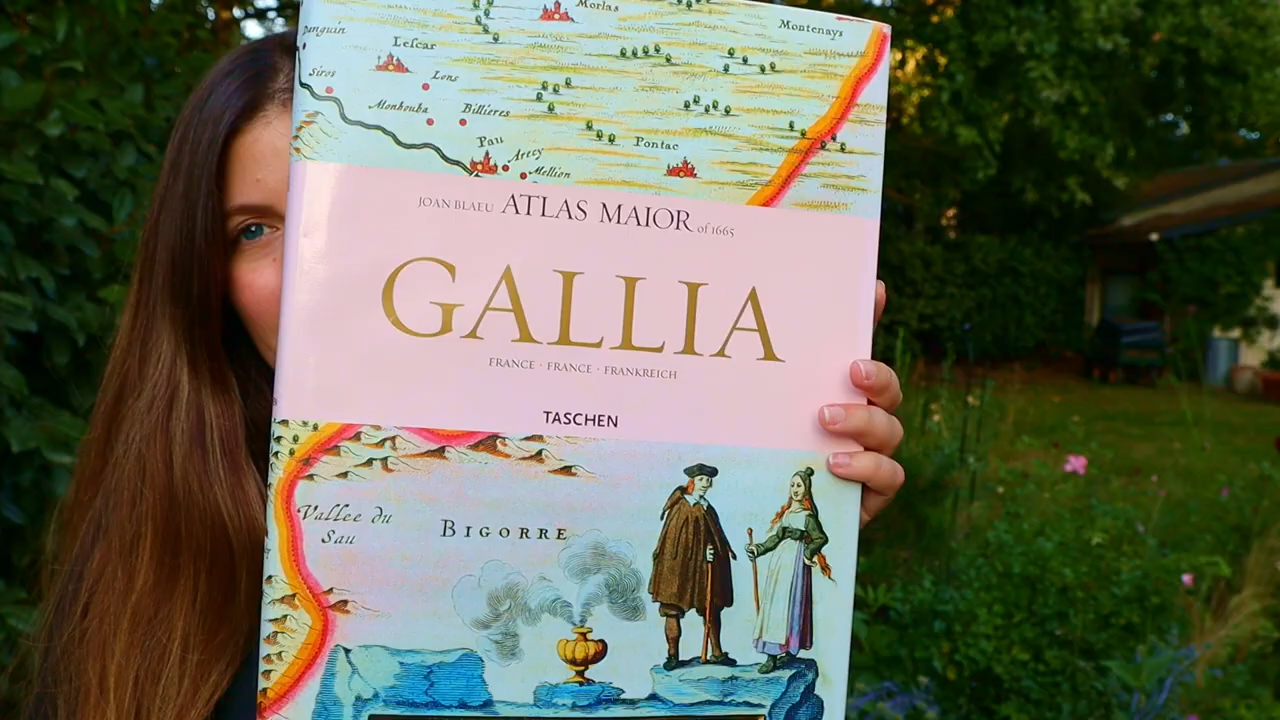 Morlas
Montenays
Lescar
Siros
Lons
Monhouba
Billieres
Pau
Arecy
Mellion
Pontac
JOAN BLAEU ATLAS MAIOR of 1665
GALLIA
FRANCE · FRANCE · FRANKREICH
TASCHEN
Vallee du
Sau
BIGORRE